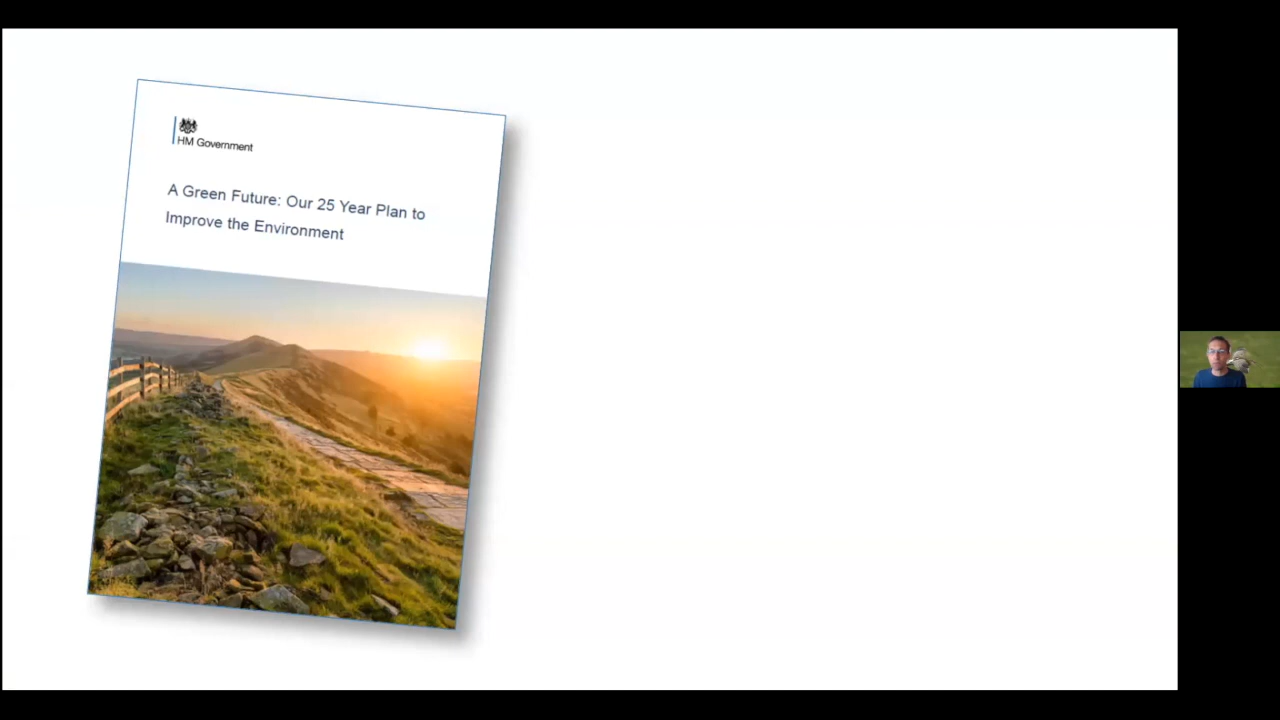 HM Government
A Green Future: Our 25 Year Plan to
Improve the Environment